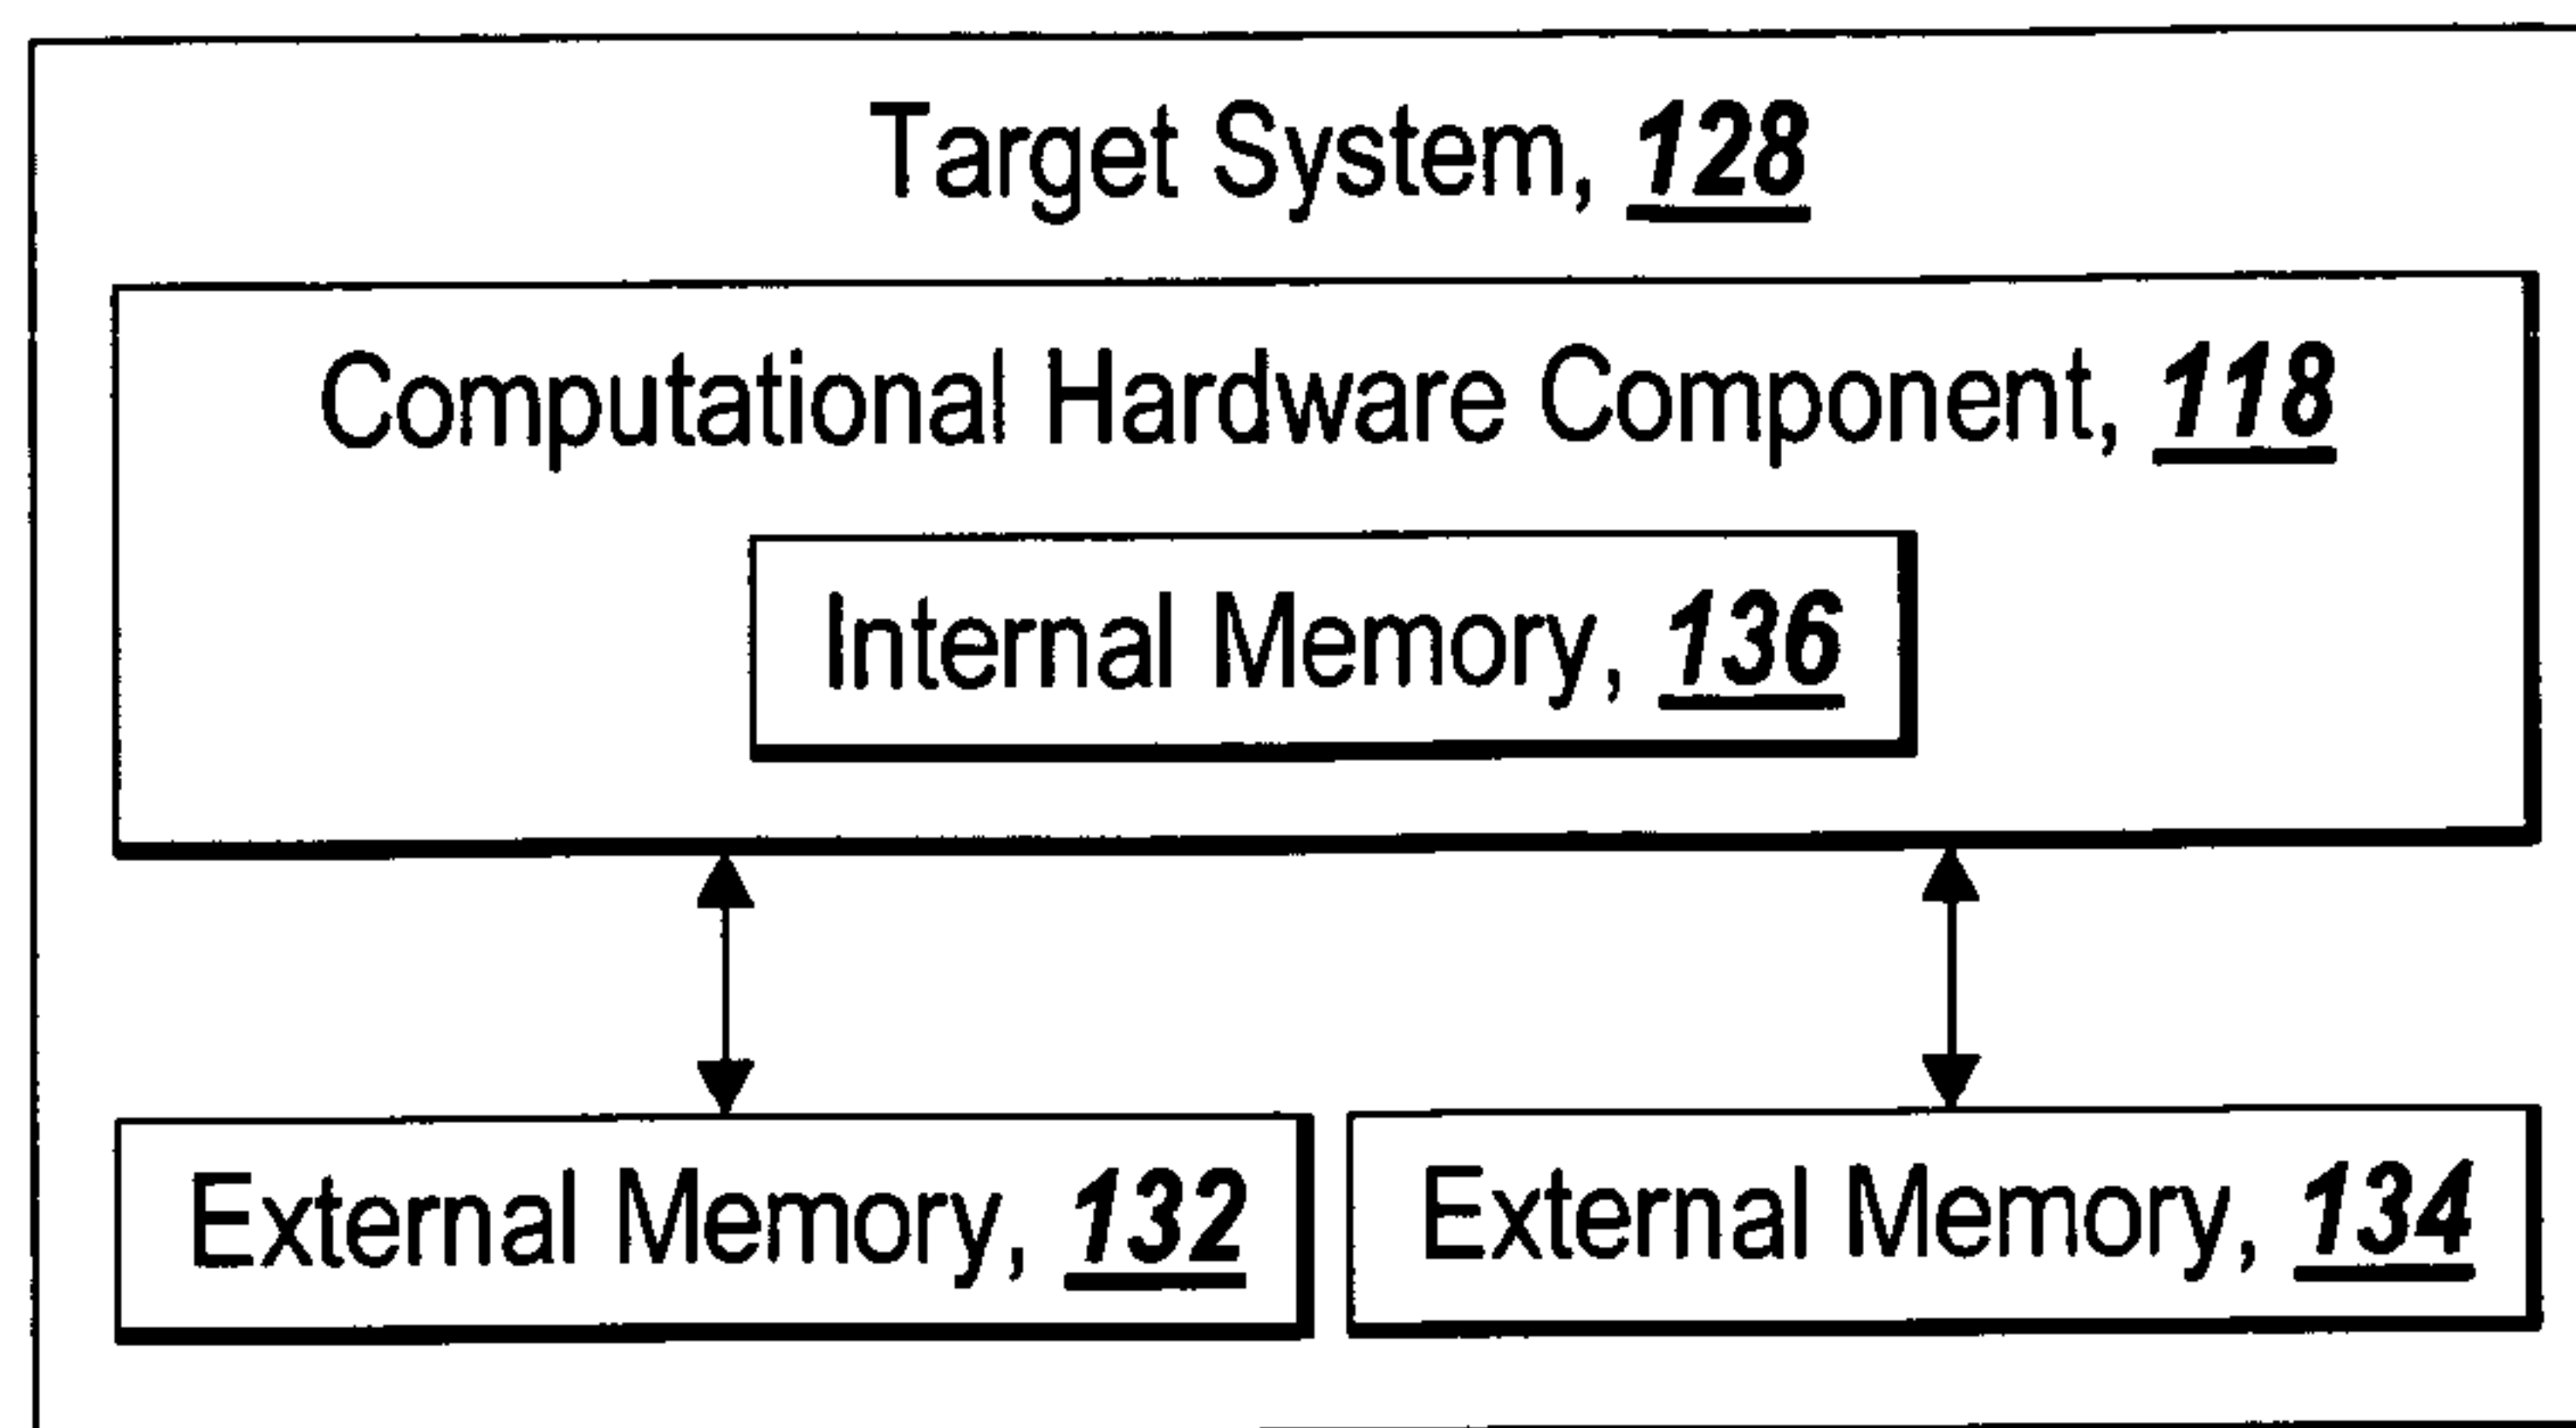 Target System, 128
Computational Hardware Component, 118
Internal Memory, 136
External Memory, 132
External Memory, 134